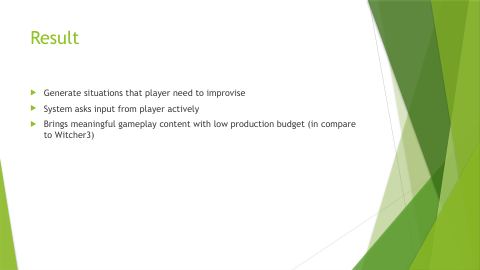 Result
Generate situations that player need to improvise
System asks input from player actively
Brings meaningful gameplay content with low production budget (in compare
to Witcher3)